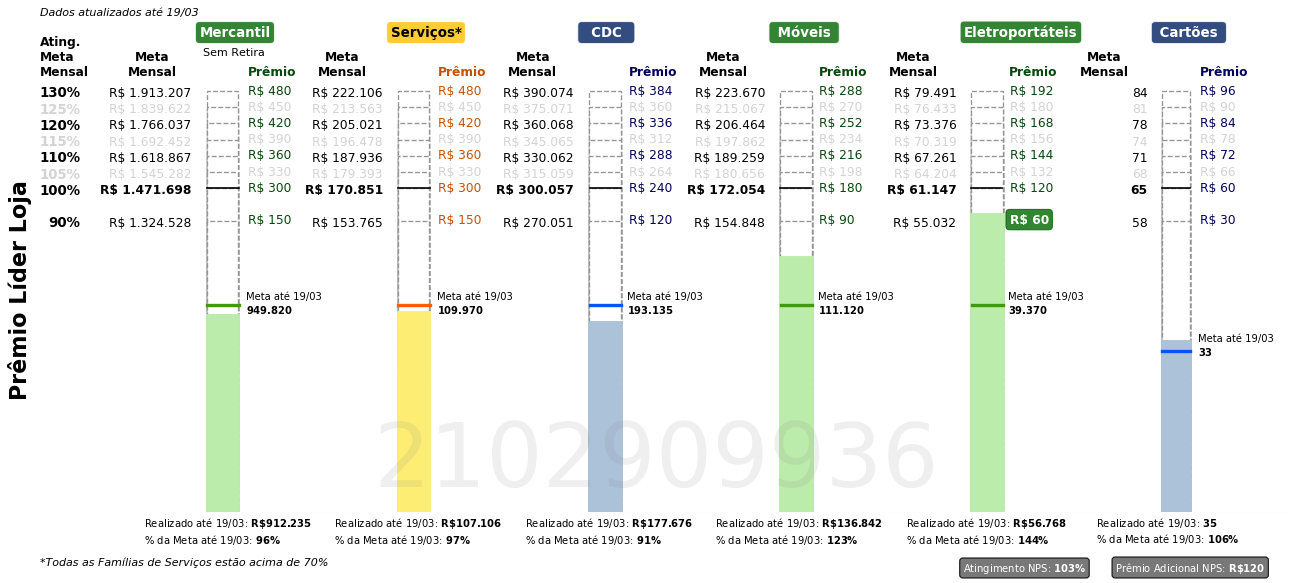 Dados atualizados até 19/03
Mercantil Serviços* CDC Móveis Eletroportáteis Cartões
Sem Retira
Ating. Meta Mensal Meta Mensal Prêmio Meta Mensal Prêmio Meta Mensal Prêmio Meta Mensal Prêmio Meta Mensal Prêmio Meta Mensal Prêmio
130% R$ 1.913.207 R$ 480 R$ 222.106 R$ 480 R$ 390.074 R$ 384 R$ 223.670 R$ 288 R$ 79.491 R$ 192 84 R$ 96
125% R$ 1.839.622 R$ 450 R$ 213.563 R$ 450 R$ 375.071 R$ 360 R$ 215.067 R$ 270 R$ 76.433 R$ 180 81 R$ 90
120% R$ 1.766.037 R$ 420 R$ 205.021 R$ 420 R$ 360.068 R$ 336 R$ 206.464 R$ 252 R$ 73.376 R$ 168 78 R$ 84
115% R$ 1.692.452 R$ 390 R$ 196.478 R$ 390 R$ 345.065 R$ 312 R$ 197.862 R$ 234 R$ 70.319 R$ 156 74 R$ 78
110% R$ 1.618.867 R$ 360 R$ 187.936 R$ 360 R$ 330.062 R$ 288 R$ 189.259 R$ 216 R$ 67.261 R$ 144 71 R$ 72
105% R$ 1.545.282 R$ 330 R$ 179.393 R$ 330 R$ 315.059 R$ 264 R$ 180.656 R$ 198 R$ 64.204 R$ 132 68 R$ 66
100% R$ 1.471.698 R$ 300 R$ 170.851 R$ 300 R$ 300.057 R$ 240 R$ 172.054 R$ 180 R$ 61.147 R$ 120 65 R$ 60
90% R$ 1.324.528 R$ 150 R$ 153.765 R$ 150 R$ 270.051 R$ 120 R$ 154.848 R$ 90 R$ 55.032 R$ 60 58 R$ 30
Prêmio Líder Loja
Meta até 19/03 Meta até 19/03 Meta até 19/03 Meta até 19/03 Meta até 19/03
949.820 109.970 193.135 111.120 39.370
Meta até 19/03
33
2102909936
Realizado até 19/03: R$912.235 Realizado até 19/03: R$107.106 Realizado até 19/03: R$177.676 Realizado até 19/03: R$136.842 Realizado até 19/03: R$56.768 Realizado até 19/03: 35
% da Meta até 19/03: 96% % da Meta até 19/03: 97% % da Meta até 19/03: 91% % da Meta até 19/03: 123% % da Meta até 19/03: 144% % da Meta até 19/03: 106%
*Todas as Famílias de Serviços estão acima de 70% Atingimento NPS: 103% Prêmio Adicional NPS: R$120